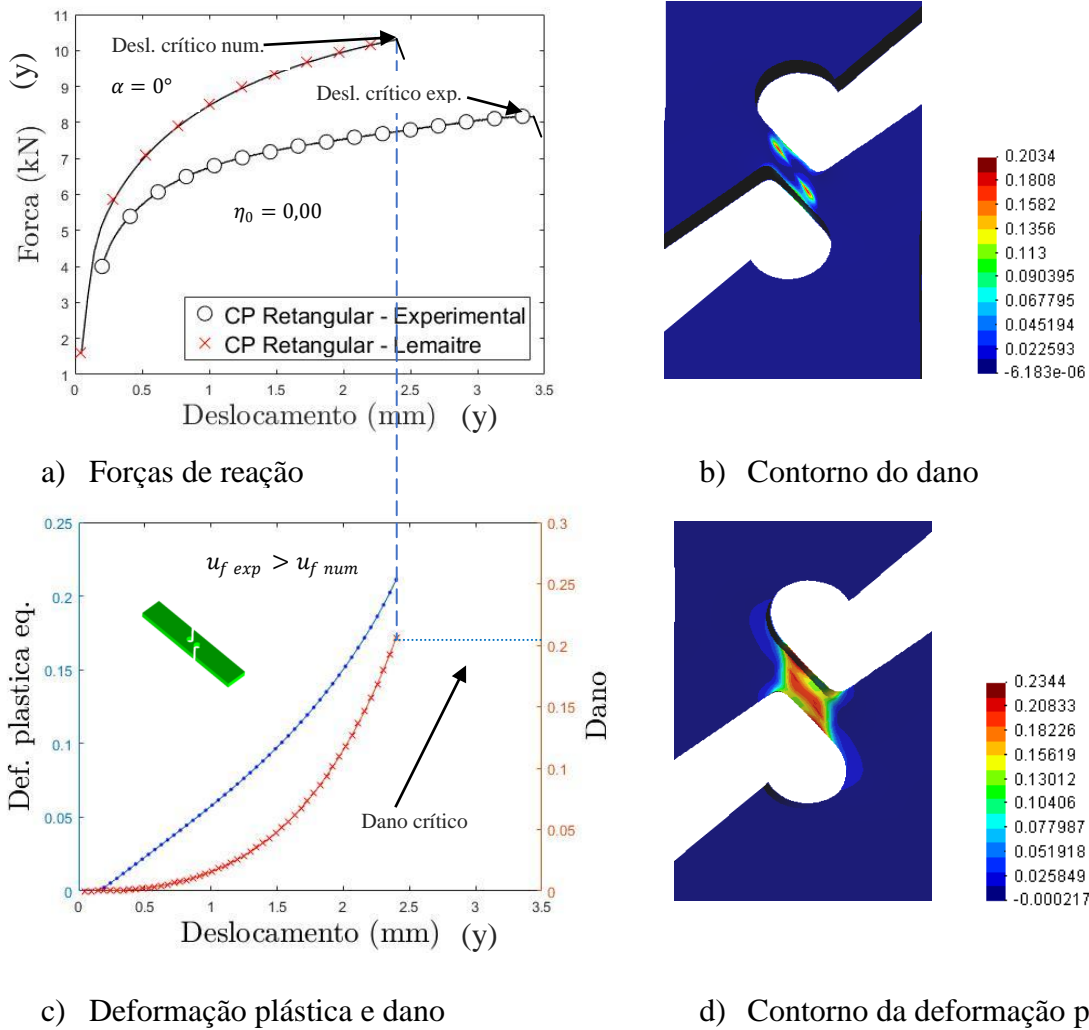 11
10
9
8
7
6
5
4
3
2
1
Forca (kN) (y)
Desl. crítico num.
α = 0°
Desl. crítico exp.
η₀ = 0,00
CP Retangular - Experimental
CP Retangular - Lemaitre
0 0.5 1 1.5 2 2.5 3 3.5
Deslocamento (mm) (y)
0.2034
0.1808
0.1582
0.1356
0.113
0.090395
0.067795
0.045194
0.022593
-6.183e-06
a) Forças de reação
b) Contorno do dano
0.25
0.2
0.15
0.1
0.05
0
Def. plastica eq.
u_f exp > u_f num
Dano crítico
0.3
0.25
0.2
0.15
0.1
0.05
0
Dano
0 0.5 1 1.5 2 2.5 3 3.5
Deslocamento (mm) (y)
0.2344
0.20833
0.18226
0.15619
0.13012
0.10406
0.077987
0.051918
0.025849
-0.000217
c) Deformação plástica e dano
d) Contorno da deformação p